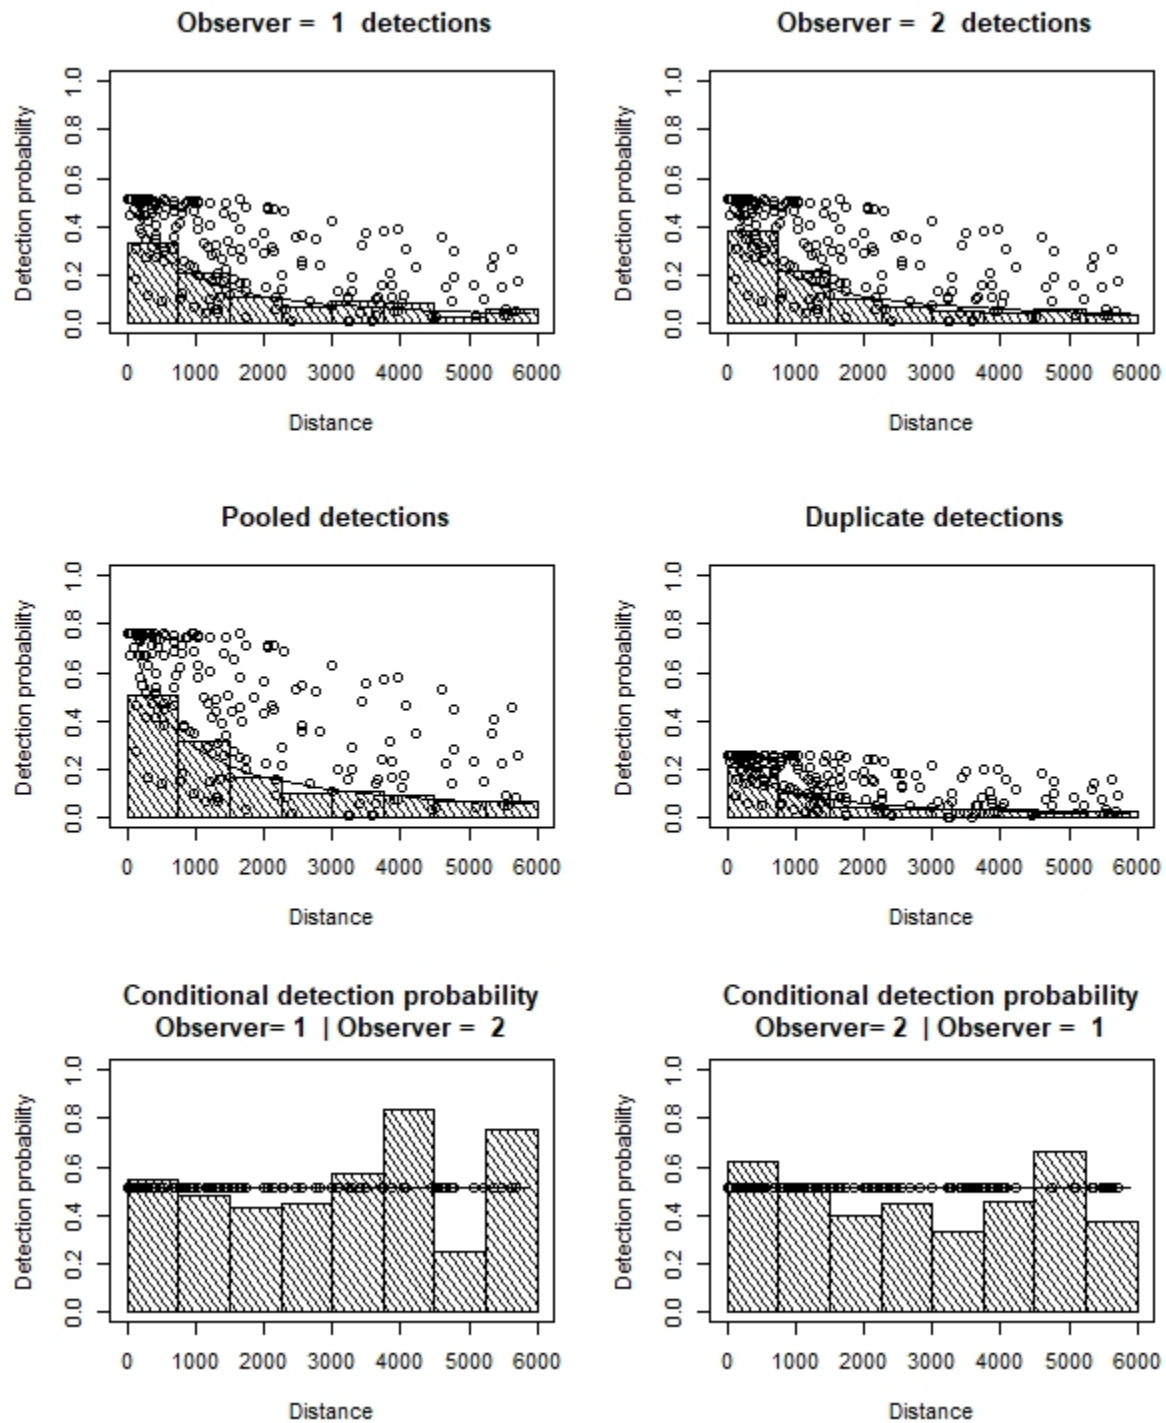 Observer = 1 detections
Detection probability
0.0 0.2 0.4 0.6 0.8 1.0
0 1000 2000 3000 4000 5000 6000
Distance
Observer = 2 detections
Detection probability
0.0 0.2 0.4 0.6 0.8 1.0
0 1000 2000 3000 4000 5000 6000
Distance
Pooled detections
Detection probability
0.0 0.2 0.4 0.6 0.8 1.0
0 1000 2000 3000 4000 5000 6000
Distance
Duplicate detections
Detection probability
0.0 0.2 0.4 0.6 0.8 1.0
0 1000 2000 3000 4000 5000 6000
Distance
Conditional detection probability
Observer= 1 | Observer = 2
Detection probability
0.0 0.2 0.4 0.6 0.8 1.0
0 1000 2000 3000 4000 5000 6000
Distance
Conditional detection probability
Observer= 2 | Observer = 1
Detection probability
0.0 0.2 0.4 0.6 0.8 1.0
0 1000 2000 3000 4000 5000 6000
Distance